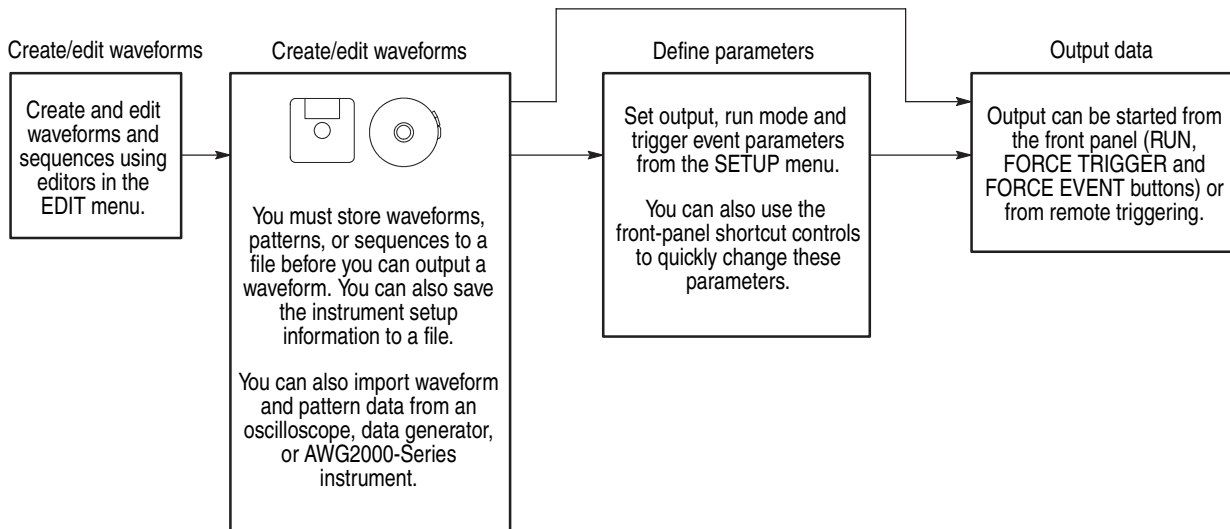 Create/edit waveforms
Create and edit
waveforms and
sequences using
editors in the
EDIT menu.
Create/edit waveforms
You must store waveforms,
patterns, or sequences to a
file before you can output a
waveform. You can also save
the instrument setup
information to a file.
You can also import waveform
and pattern data from an
oscilloscope, data generator,
or AWG2000-Series
instrument.
Define parameters
Set output, run mode and
trigger event parameters
from the SETUP menu.
You can also use the
front-panel shortcut controls
to quickly change these
parameters.
Output data
Output can be started from
the front panel (RUN,
FORCE TRIGGER and
FORCE EVENT buttons) or
from remote triggering.